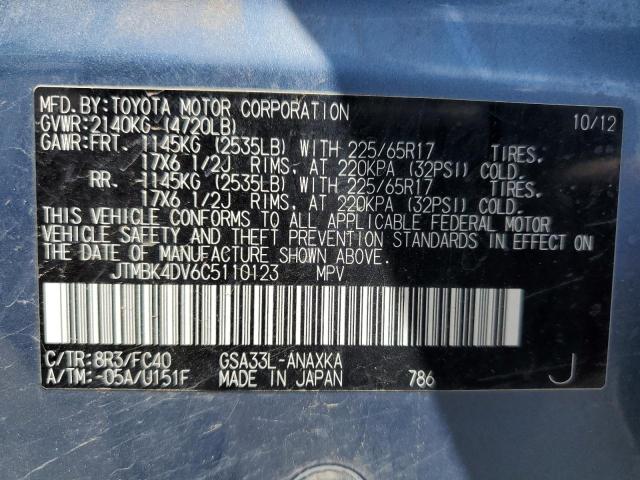 MFD.BY:TOYOTA MOTOR CORPORATION 10/12
GVWR:2140KG (4720LB)
GAWR:FRT. 1145KG (2535LB) WITH 225/65R17 TIRES.
17X6 1/2J RIMS. AT 220KPA (32PSI) COLD.
RR. 1145KG (2535LB) WITH 225/65R17 TIRES.
17X6 1/2J RIMS. AT 220KPA (32PSI) COLD.
THIS VEHICLE CONFORMS TO ALL APPLICABLE FEDERAL MOTOR
VEHICLE SAFETY AND THEFT PREVENTION STANDARDS IN EFFECT ON
THE DATE OF MANUFACTURE SHOWN ABOVE.
JTMBK4DV6C5110123 MPV
C/TR:8R3/FC40 GSA33L-ANAXKA
A/TM:-05A/U151F MADE IN JAPAN 786 J